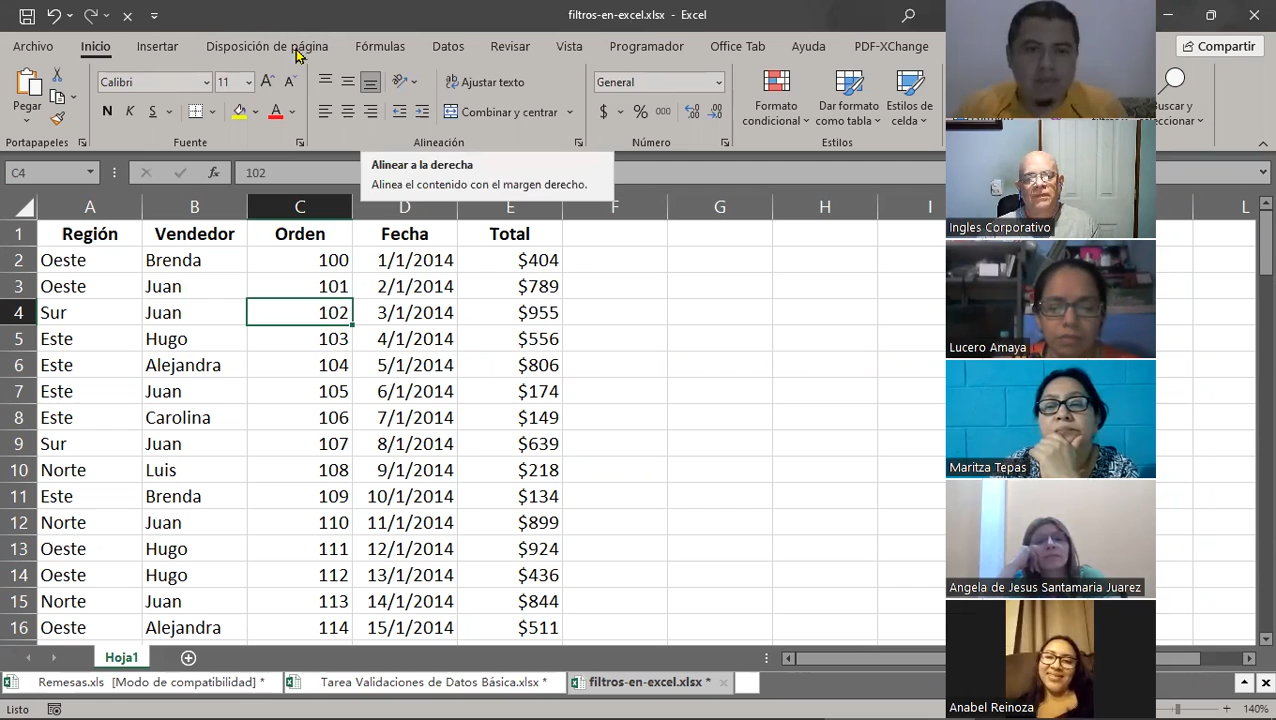 filtros-en-excel.xlsx - Excel
Archivo Inicio Insertar Disposición de página Fórmulas Datos Revisar Vista Programador Office Tab Ayuda PDF-XChange Compartir
Pegar
Calibri 11
N K S
Ajustar texto
Combinar y centrar
General
$ % 000
Formato condicional
Dar formato como tabla
Estilos de celda
Buscar y
seleccionar
Portapapeles Fuente Alineación Número
C4 fx 102
Alinear a la derecha
Alinea el contenido con el margen derecho.
A B C D E F G H I L
1 Región Vendedor Orden Fecha Total
2 Oeste Brenda 100 1/1/2014 $404
3 Oeste Juan 101 2/1/2014 $789
4 Sur Juan 102 3/1/2014 $955
5 Este Hugo 103 4/1/2014 $556
6 Este Alejandra 104 5/1/2014 $806
7 Este Juan 105 6/1/2014 $174
8 Este Carolina 106 7/1/2014 $149
9 Sur Juan 107 8/1/2014 $639
10 Norte Luis 108 9/1/2014 $218
11 Este Brenda 109 10/1/2014 $134
12 Norte Juan 110 11/1/2014 $899
13 Oeste Hugo 111 12/1/2014 $924
14 Oeste Hugo 112 13/1/2014 $436
15 Norte Juan 113 14/1/2014 $844
16 Oeste Alejandra 114 15/1/2014 $511
Hoja1
Remesas.xls [Modo de compatibilidad] * Tarea Validaciones de Datos Básica.xlsx * filtros-en-excel.xlsx *
Listo 140%
Ingles Corporativo
Lucero Amaya
Maritza Tepas
Angela de Jesus Santamaria Juarez
Anabel Reinoza